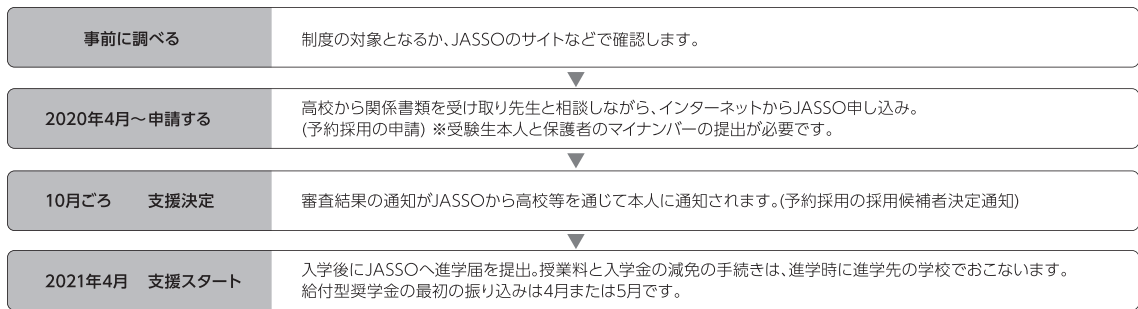 事前に調べる
制度の対象となるか、JASSOのサイトなどで確認します。
2020年4月～申請する
高校から関係書類を受け取り先生と相談しながら、インターネットからJASSO申し込み。
(予約採用の申請) ※受験生本人と保護者のマイナンバーの提出が必要です。
10月ごろ 支援決定
審査結果の通知がJASSOから高校等を通じて本人に通知されます。(予約採用の採用候補者決定通知)
2021年4月 支援スタート
入学後にJASSOへ進学届を提出。授業料と入学金の減免の手続きは、進学時に進学先の学校でおこないます。
給付型奨学金の最初の振り込みは4月または5月です。